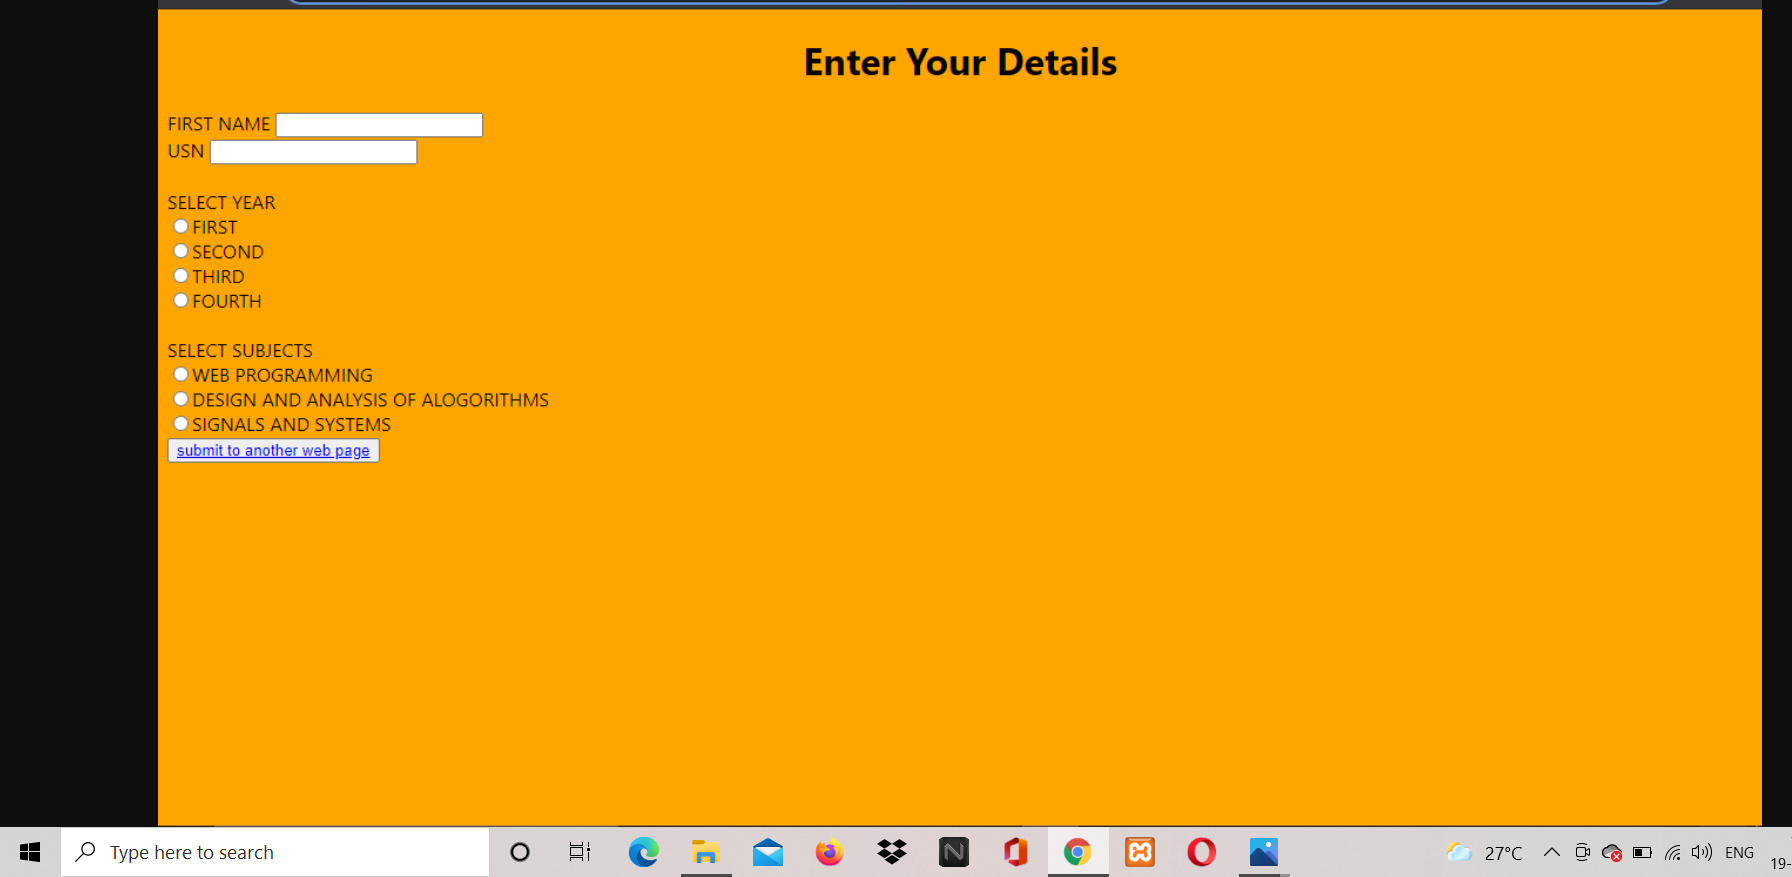 Enter Your Details
FIRST NAME
USN
SELECT YEAR
FIRST
SECOND
THIRD
FOURTH
SELECT SUBJECTS
WEB PROGRAMMING
DESIGN AND ANALYSIS OF ALOGORITHMS
SIGNALS AND SYSTEMS
submit to another web page
Type here to search
27°C
ENG
19-